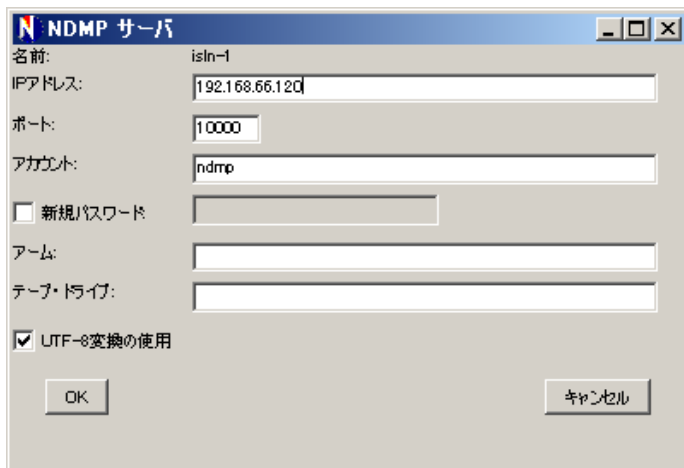 NDMP サーバ
名前: isln-1
IPアドレス: 192.168.66.120
ポート: 10000
アカウント: ndmp
新規パスワード
アーム:
テープ・ドライブ:
UTF-8変換の使用
OK キャンセル